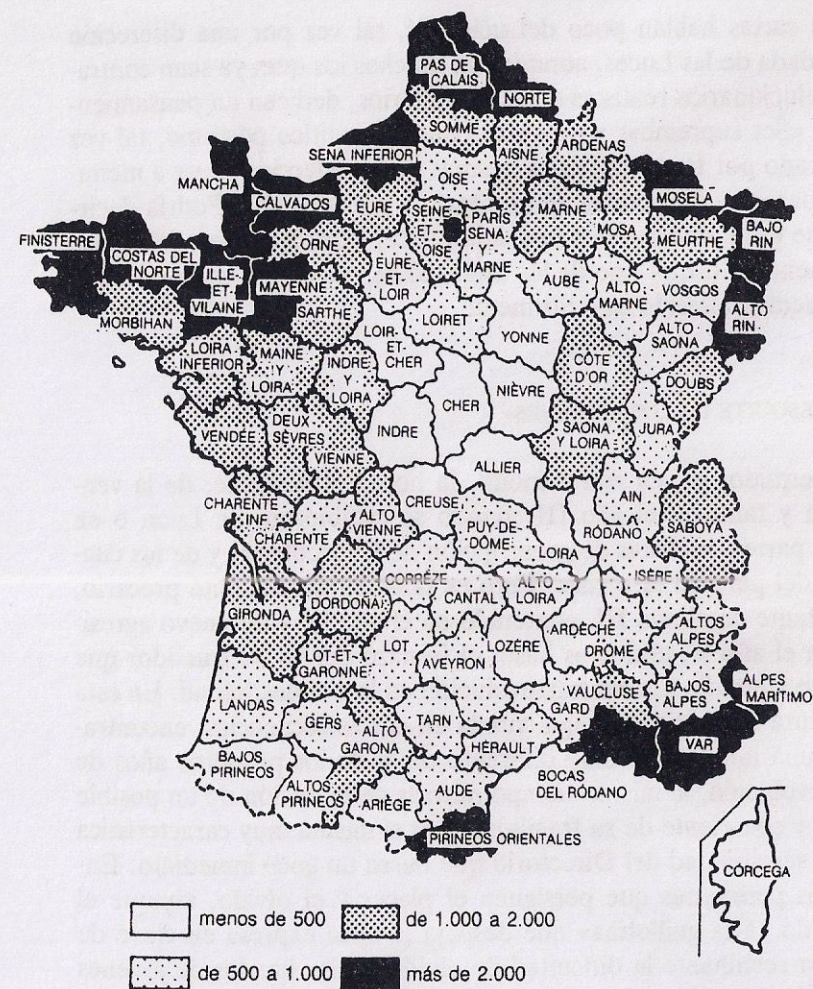 PAS DE
CALAIS
NORTE
SOMME
AISNE
ARDENAS
SENA INFERIOR
OISE
MANCHA
CALVADOS
EURE
SEINE
-ET-
OISE
PARÍS
SENA
Y
MARNE
MARNE
MOSA
MOSELA
MEURTHE
BAJO
RIN
FINISTERRE
COSTAS DEL
NORTE
ILLE-
-ET-
VILAINE
ORNE
MAYENNE
SARTHE
EURE-
ET-
LOIR
AUBE
ALTO
MARNE
VOSGOS
ALTO
RIN
MORBIHAN
LOIR-
ET-
CHER
LOIRET
YONNE
ALTO
SAONA
LOIRA
INFERIOR
MAINE
Y
LOIRA
INDRE
Y
LOIRA
CÔTE
D'OR
DOUBS
VENDÉE
DEUX
SÈVRES
VIENNE
INDRE
CHER
NIÈVRE
SAONA
Y LOIRA
JURA
ALLIER
CHARENTE
INF.
CHARENTE
ALTO
VIENNE
CREUSE
PUY-DE-
DÔME
LOIRA
RÓDANO
AIN
SABOYA
GIRONDA
DORDOÑA
CORRÈZE
CANTAL
ALTO
LOIRA
ISÈRE
LOT-ET-
GARONNE
LOT
AVEYRON
LOZÈRE
ARDÈCHE
DRÔME
ALTOS
ALPES
LANDAS
GERS
ALTO
GARONA
TARN
GARD
VAUCLUSE
BAJOS
ALPES
ALPES
MARÍTIMO
VAR
BAJOS
PIRINEOS
ALTOS
PIRINEOS
ARIÈGE
AUDE
HÉRAULT
BOCAS
DEL RÓDANO
PIRINEOS ORIENTALES
CÓRCEGA
menos de 500
de 1.000 a 2.000
de 500 a 1.000
más de 2.000